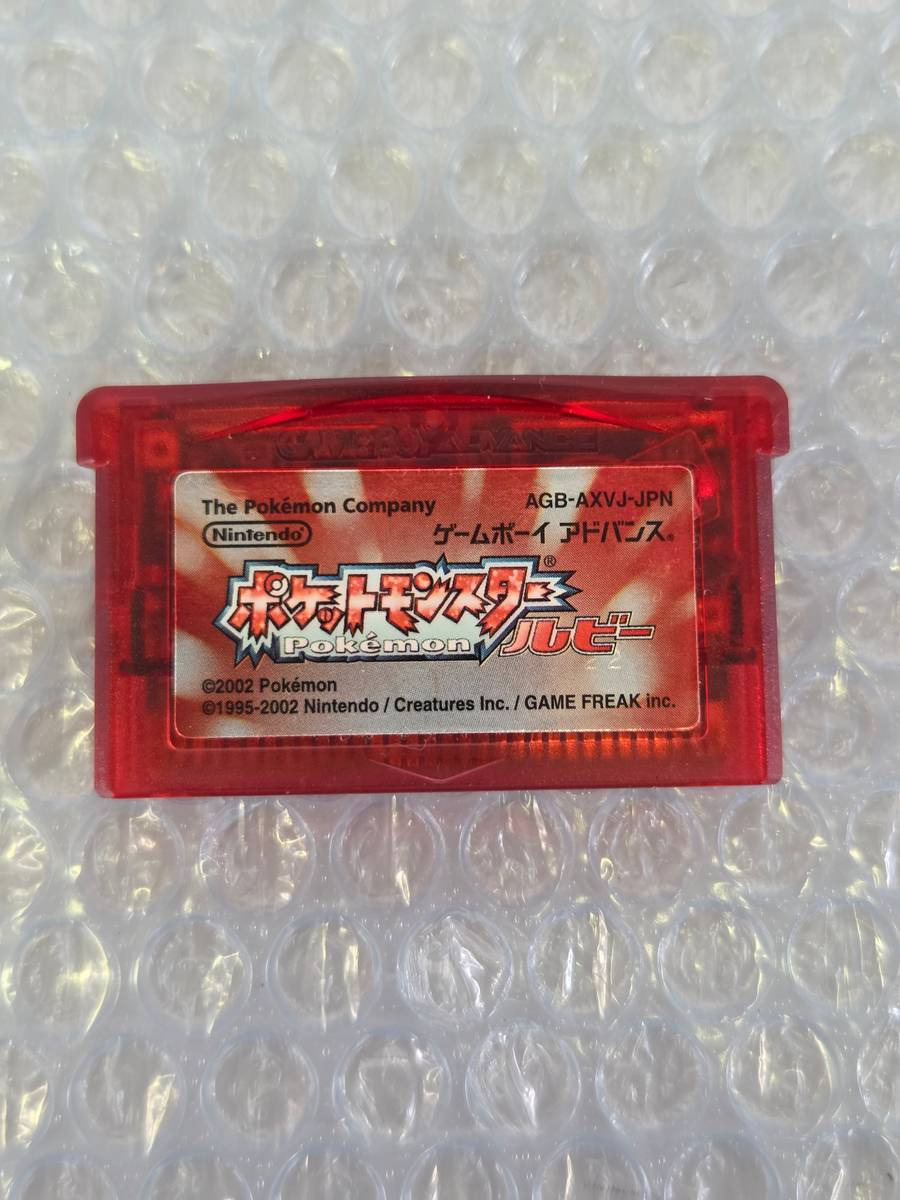 GAME BOY ADVANCE
The Pokémon Company
AGB-AXVJ-JPN
Nintendo®
ゲームボーイ アドバンス®
ポケットモンスター®
Pokémon
ルビー
22
©2002 Pokémon
©1995-2002 Nintendo / Creatures Inc. / GAME FREAK inc.